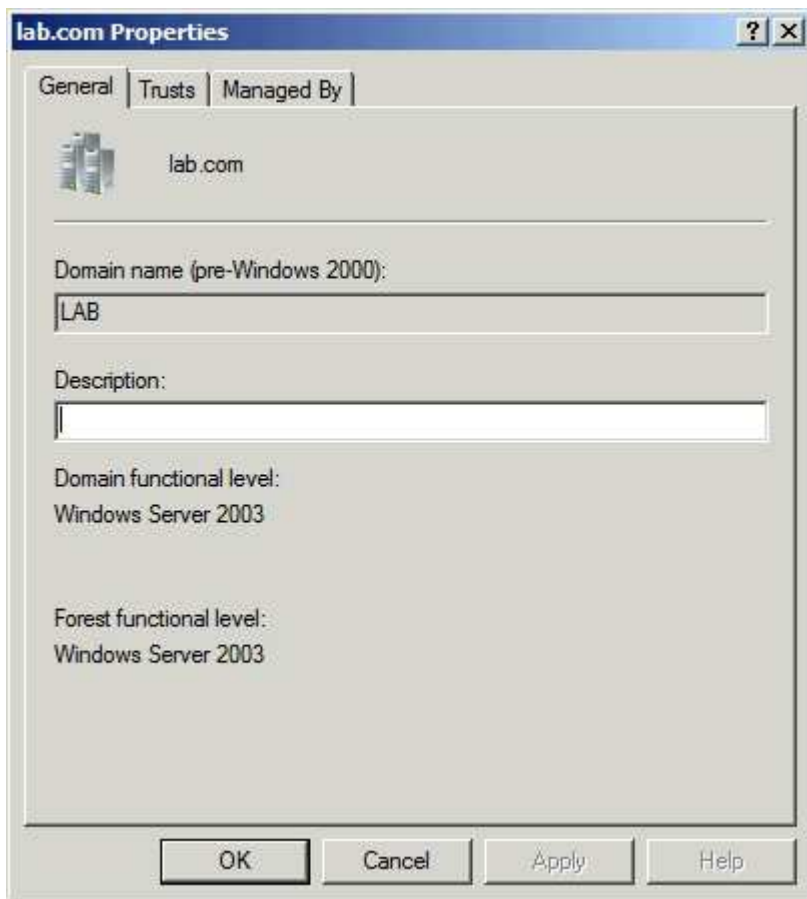 lab.com Properties
?
General Trusts Managed By
lab.com
Domain name (pre-Windows 2000):
LAB
Description:
Domain functional level:
Windows Server 2003
Forest functional level:
Windows Server 2003
OK Cancel Apply Help